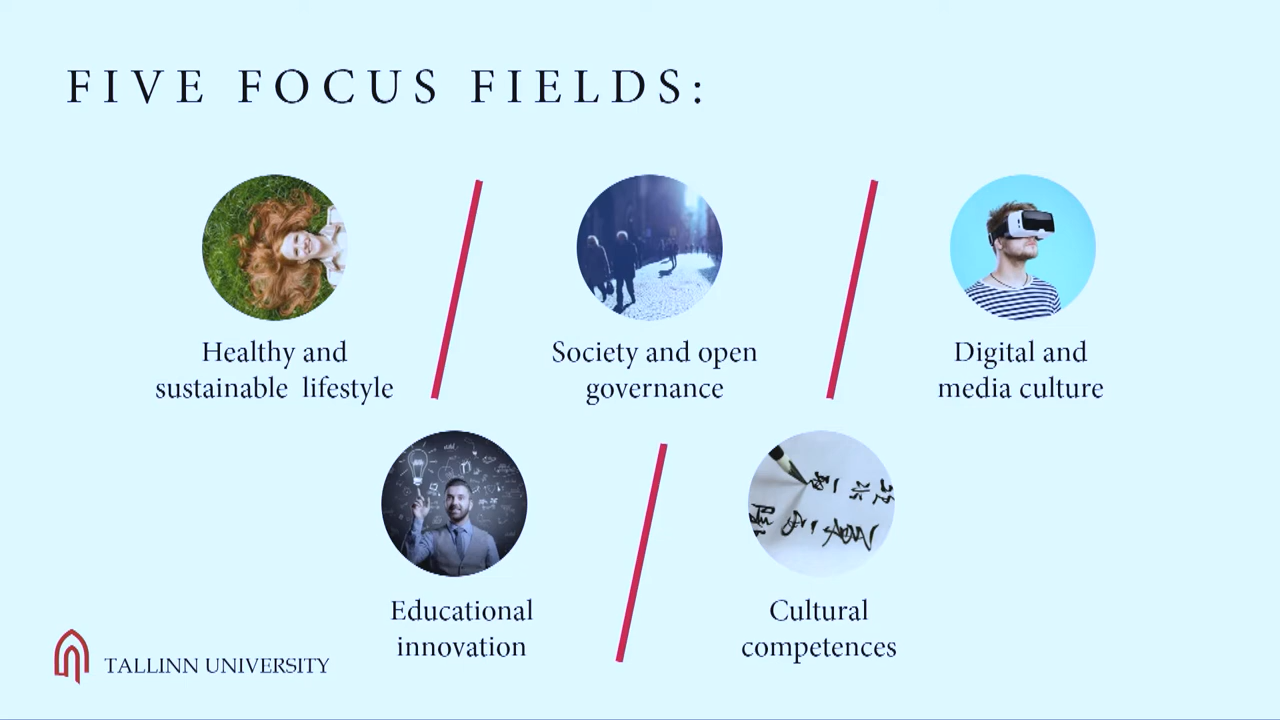 FIVE FOCUS FIELDS:
Healthy and
sustainable lifestyle
Society and open
governance
Digital and
media culture
Educational
innovation
Cultural
competences
TALLINN UNIVERSITY